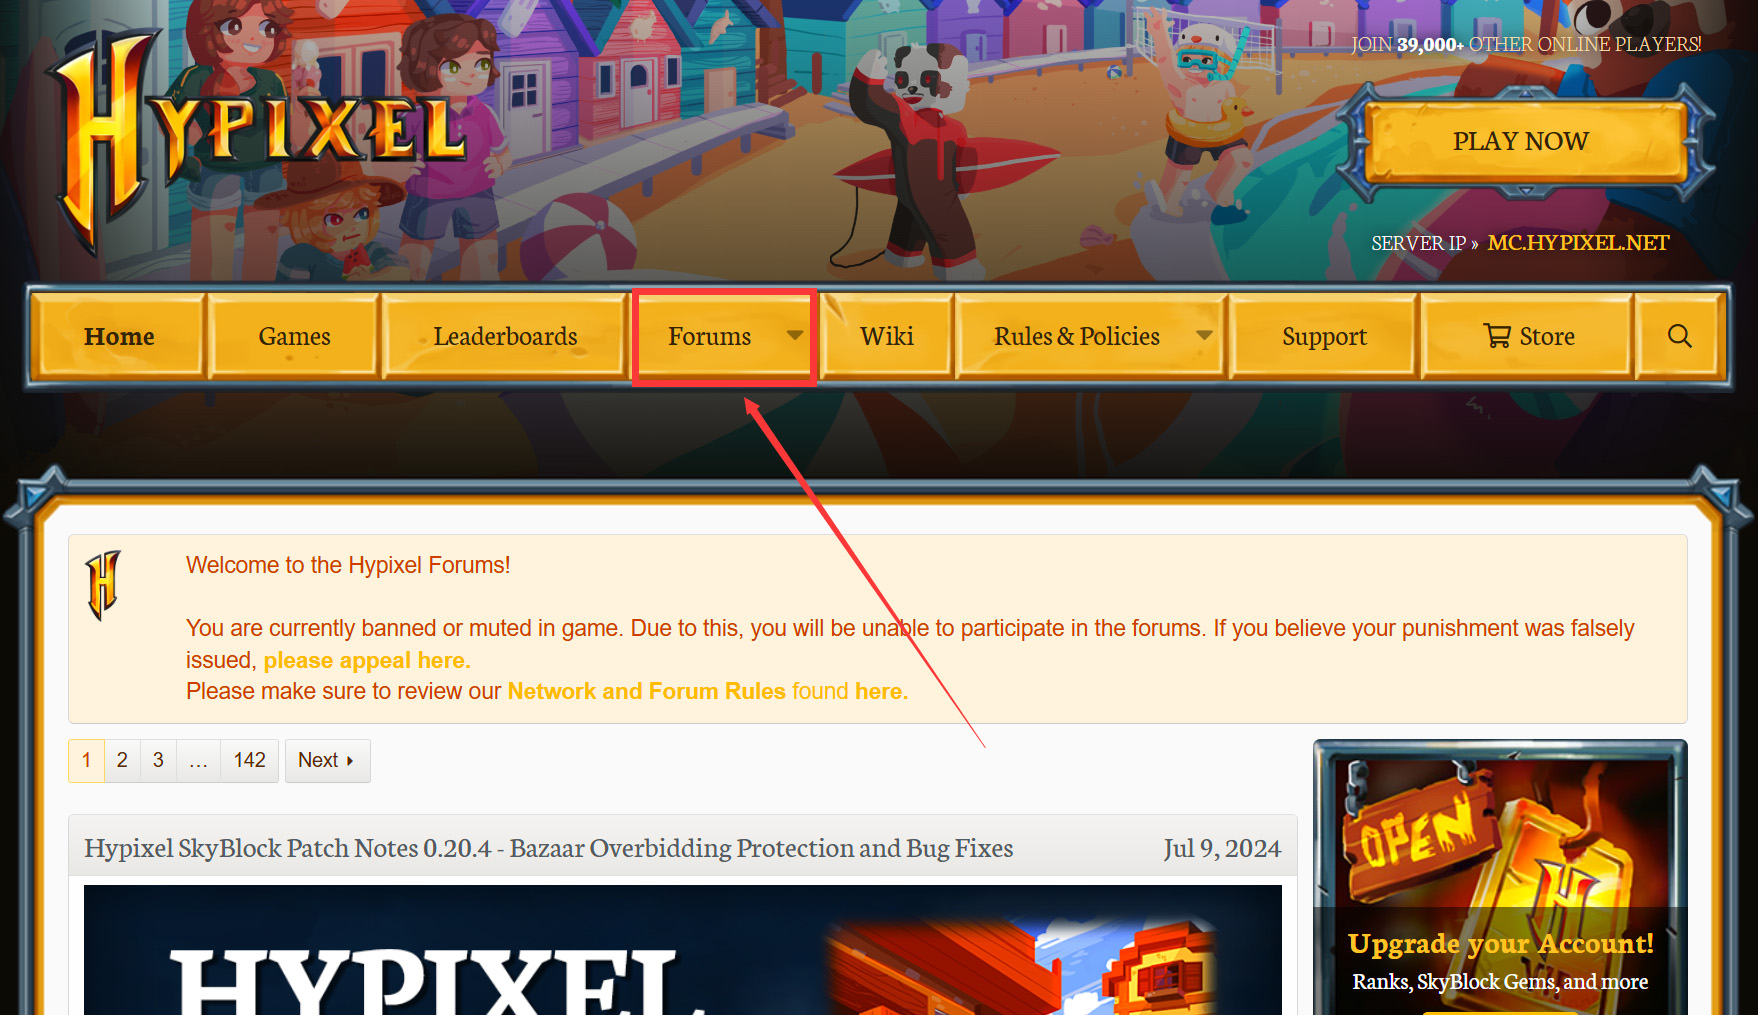 HYPIXEL
JOIN 39,000+ OTHER ONLINE PLAYERS!
PLAY NOW
SERVER IP » MC.HYPIXEL.NET
Home Games Leaderboards Forums Wiki Rules & Policies Support Store
Welcome to the Hypixel Forums!
You are currently banned or muted in game. Due to this, you will be unable to participate in the forums. If you believe your punishment was falsely
issued, please appeal here.
Please make sure to review our Network and Forum Rules found here.
1 2 3 ... 142 Next
Hypixel SkyBlock Patch Notes 0.20.4 - Bazaar Overbidding Protection and Bug Fixes Jul 9, 2024
HYPIXEL
OPEN
Upgrade your Account!
Ranks, SkyBlock Gems, and more